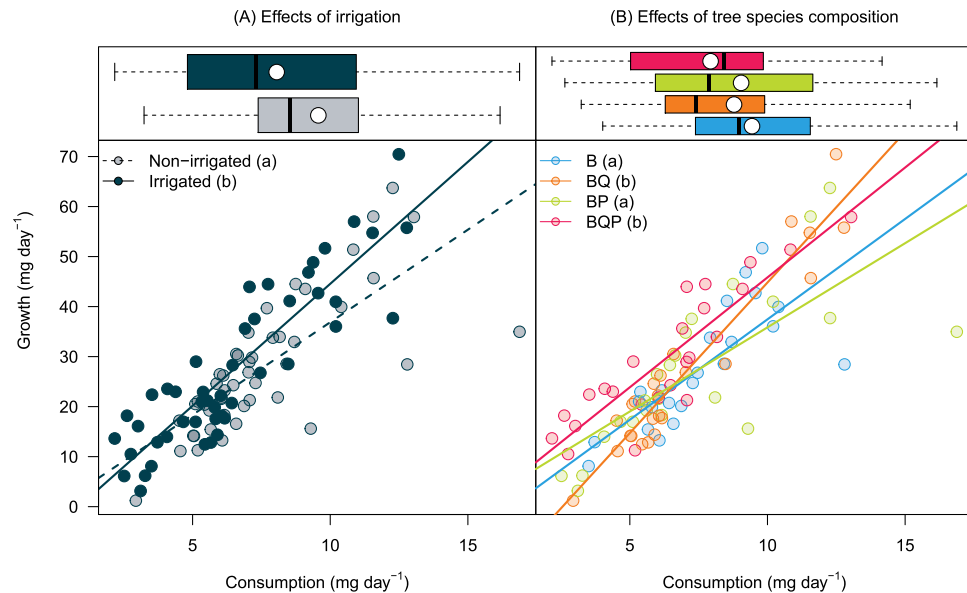 (A) Effects of irrigation
(B) Effects of tree species composition
Non-irrigated (a)
Irrigated (b)
B (a)
BQ (b)
BP (a)
BQP (b)
Growth (mg day⁻¹)
70
60
50
40
30
20
10
0
5
10
15
5
10
15
Consumption (mg day⁻¹)
Consumption (mg day⁻¹)